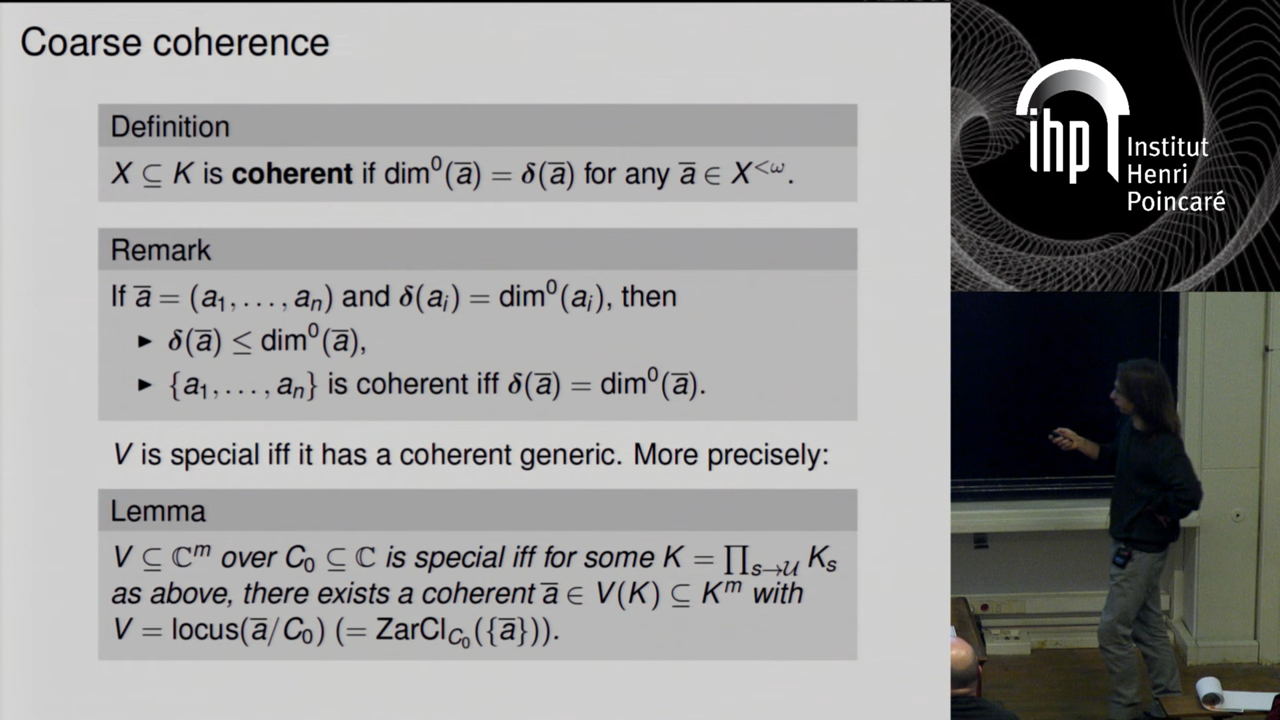 Coarse coherence
Definition
X ⊆ K is coherent if dim⁰(a̅) = δ(a̅) for any a̅ ∈ X^{<ω}.
Remark
If a̅ = (a₁, . . . , aₙ) and δ(aᵢ) = dim⁰(aᵢ), then
► δ(a̅) ≤ dim⁰(a̅),
► {a₁, . . . , aₙ} is coherent iff δ(a̅) = dim⁰(a̅).
V is special iff it has a coherent generic. More precisely:
Lemma
V ⊆ ℂᵐ over C₀ ⊆ ℂ is special iff for some K = ∏_{s→𝒰} Kₛ
as above, there exists a coherent a̅ ∈ V(K) ⊆ Kᵐ with
V = locus(a̅/C₀) (= ZarCl_{C₀}({a̅})).
ihp
Institut
Henri
Poincaré